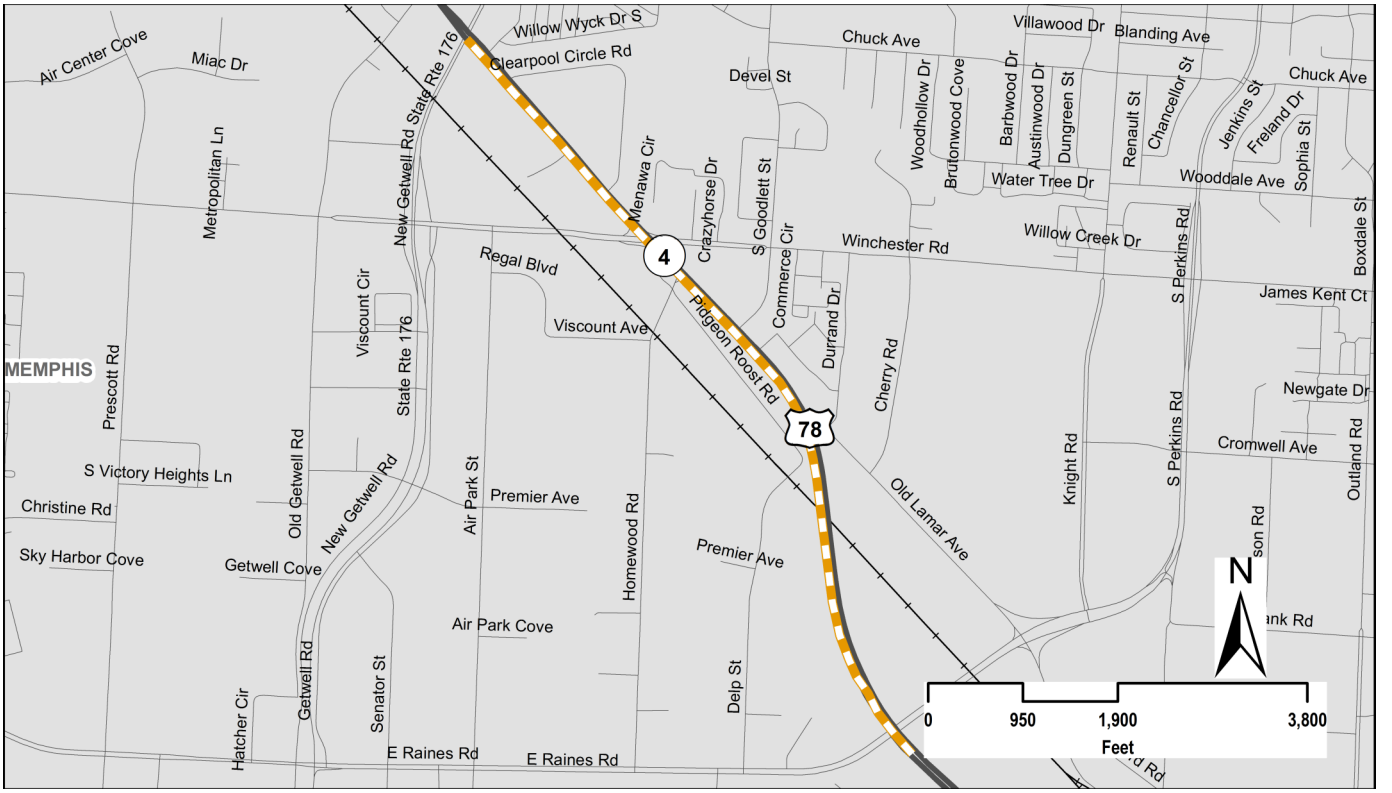 Willow Wyck Dr S
Villawood Dr
Blanding Ave
Chuck Ave
Air Center Cove
Miac Dr
State Rte 176
Clearpool Circle Rd
Devel St
Chuck Ave
Woodhollow Dr
Brutonwood Cove
Barbwood Dr
Austinwood Dr
Dungreen St
Renault St
Chancellor St
Jenkins St
Freland Dr
Sophia St
Metropolitan Ln
New Getwell Rd
Menawa Cir
Crazyhorse Dr
S Goodlett St
Water Tree Dr
Wooddale Ave
Commerce Cir
Winchester Rd
Willow Creek Dr
S Perkins Rd
Boxdale St
4
Regal Blvd
Viscount Cir
James Kent Ct
Pidgeon Roost Rd
Durrand Dr
Viscount Ave
MEMPHIS
Prescott Rd
State Rte 176
Cherry Rd
Newgate Dr
78
S Perkins Rd
Cromwell Ave
Outland Rd
Knight Rd
S Victory Heights Ln
Old Getwell Rd
New Getwell Rd
Air Park St
Premier Ave
Christine Rd
Old Lamar Ave
Homewood Rd
Premier Ave
son Rd
Sky Harbor Cove
Getwell Cove
N
Air Park Cove
ank Rd
Getwell Rd
Senator St
Delp St
Hatcher Cir
0 950 1,900 3,800
Feet
E Raines Rd
E Raines Rd
rd Rd